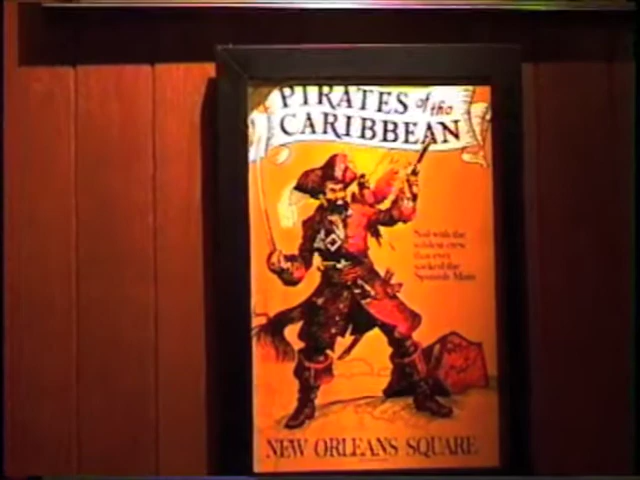 PIRATES of the
CARIBBEAN
Sail with the
wildest crew
that ever
sacked the
Spanish Main
NEW ORLEANS SQUARE